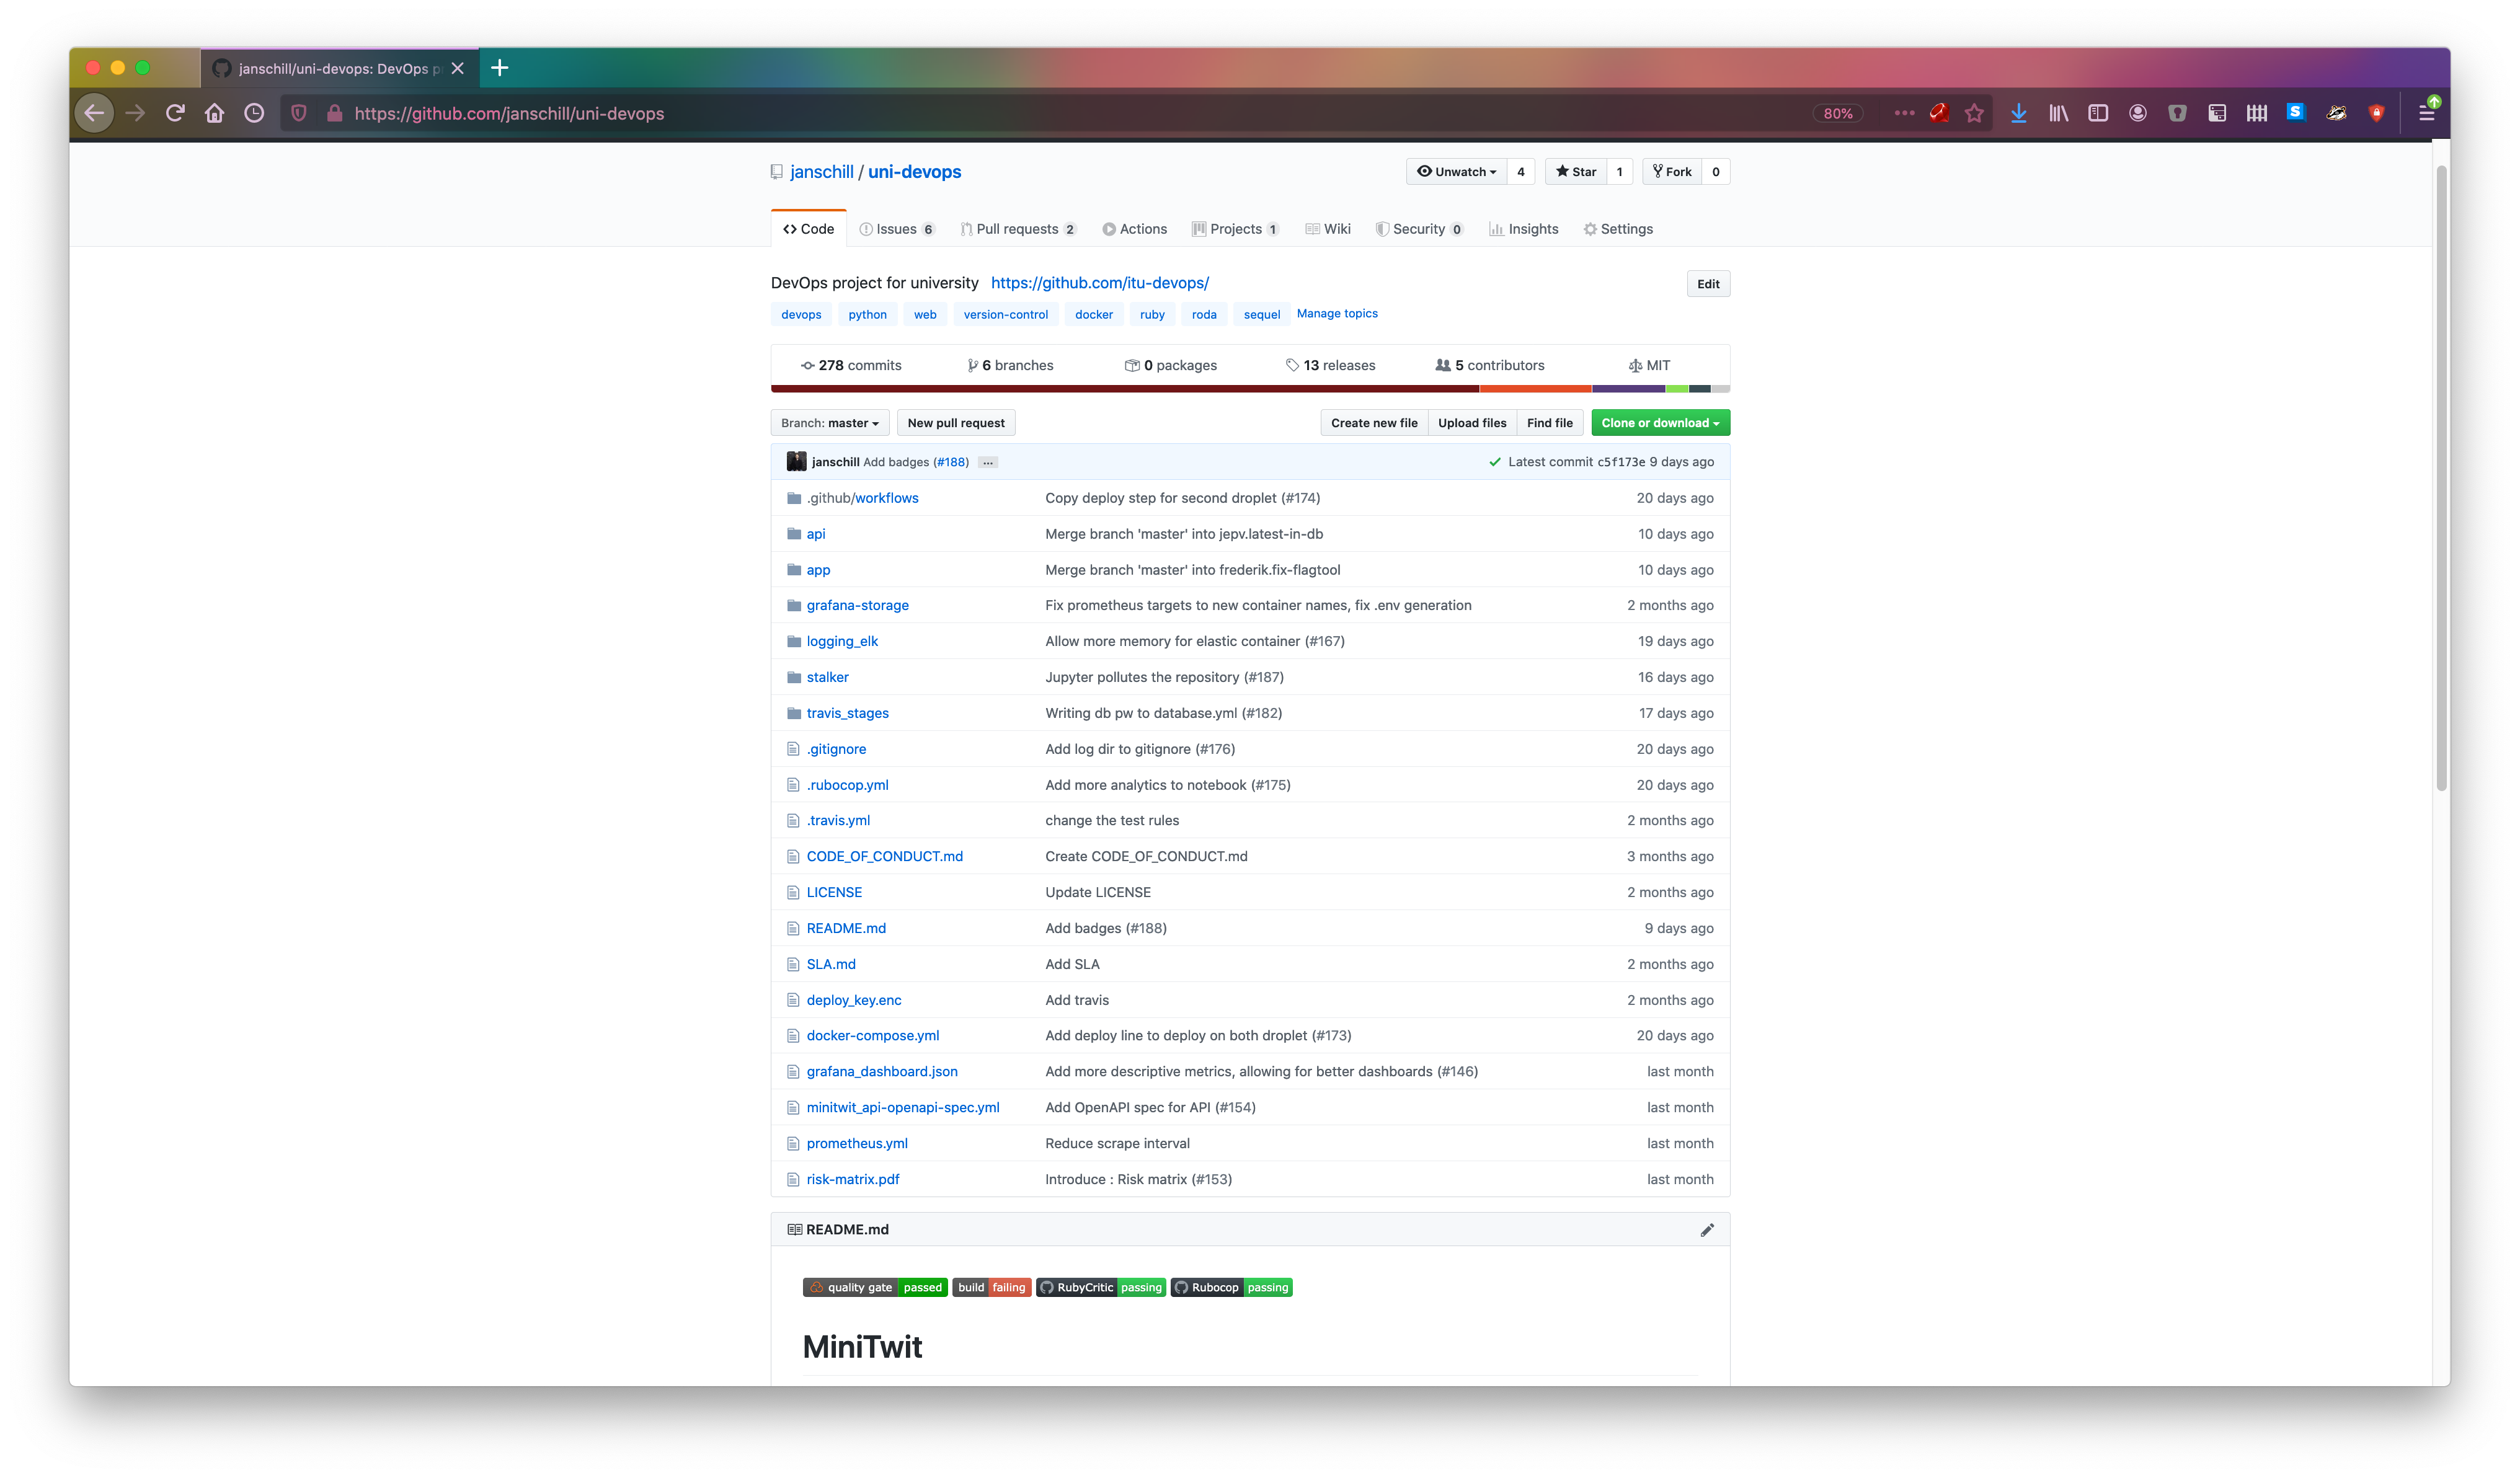 janschill/uni-devops: DevOps p
https://github.com/janschill/uni-devops 80%
janschill / uni-devops Unwatch 4 Star 1 Fork 0
Code Issues 6 Pull requests 2 Actions Projects 1 Wiki Security 0 Insights Settings
DevOps project for university https://github.com/itu-devops/ Edit
devops python web version-control docker ruby roda sequel Manage topics
278 commits 6 branches 0 packages 13 releases 5 contributors MIT
Branch: master New pull request Create new file Upload files Find file Clone or download
janschill Add badges (#188) ... Latest commit c5f173e 9 days ago
.github/workflows Copy deploy step for second droplet (#174) 20 days ago
api Merge branch 'master' into jepv.latest-in-db 10 days ago
app Merge branch 'master' into frederik.fix-flagtool 10 days ago
grafana-storage Fix prometheus targets to new container names, fix .env generation 2 months ago
logging_elk Allow more memory for elastic container (#167) 19 days ago
stalker Jupyter pollutes the repository (#187) 16 days ago
travis_stages Writing db pw to database.yml (#182) 17 days ago
.gitignore Add log dir to gitignore (#176) 20 days ago
.rubocop.yml Add more analytics to notebook (#175) 20 days ago
.travis.yml change the test rules 2 months ago
CODE_OF_CONDUCT.md Create CODE_OF_CONDUCT.md 3 months ago
LICENSE Update LICENSE 2 months ago
README.md Add badges (#188) 9 days ago
SLA.md Add SLA 2 months ago
deploy_key.enc Add travis 2 months ago
docker-compose.yml Add deploy line to deploy on both droplet (#173) 20 days ago
grafana_dashboard.json Add more descriptive metrics, allowing for better dashboards (#146) last month
minitwit_api-openapi-spec.yml Add OpenAPI spec for API (#154) last month
prometheus.yml Reduce scrape interval last month
risk-matrix.pdf Introduce : Risk matrix (#153) last month
README.md
quality gate passed build failing RubyCritic passing Rubocop passing
MiniTwit